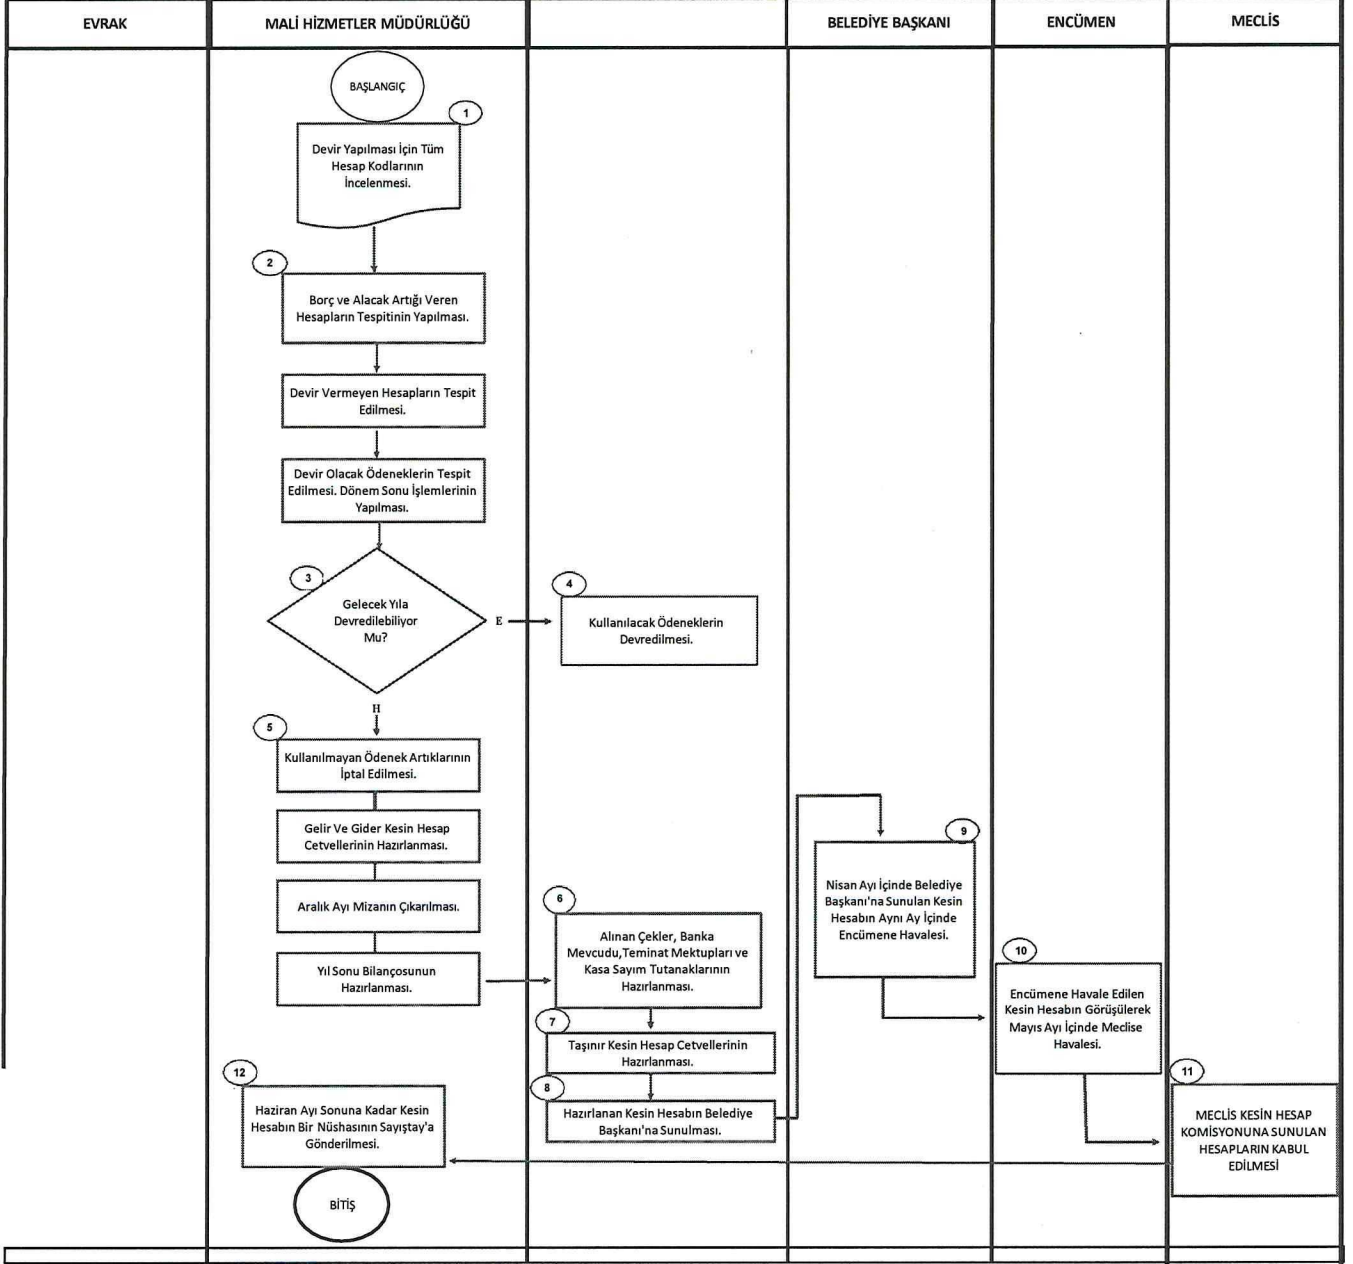 EVRAK
MALİ HİZMETLER MÜDÜRLÜĞÜ
BELEDİYE BAŞKANI
ENCÜMEN
MECLİS
BAŞLANGIÇ
1
Devir Yapılması İçin Tüm
Hesap Kodlarının
İncelenmesi.
2
Borç ve Alacak Artığı Veren
Hesapların Tespitinin Yapılması.
Devir Vermeyen Hesapların Tespit
Edilmesi.
Devir Olacak Ödeneklerin Tespit
Edilmesi. Dönem Sonu İşlemlerinin
Yapılması.
3
Gelecek Yıla
Devredilebiliyor
Mu?
E
4
Kullanılacak Ödeneklerin
Devredilmesi.
H
5
Kullanılmayan Ödenek Artıklarının
İptal Edilmesi.
Gelir Ve Gider Kesin Hesap
Cetvellerinin Hazırlanması.
Aralık Ayı Mizanın Çıkarılması.
Yıl Sonu Bilançosunun
Hazırlanması.
6
Alınan Çekler, Banka
Mevcudu,Teminat Mektupları ve
Kasa Sayım Tutanaklarının
Hazırlanması.
7
Taşınır Kesin Hesap Cetvellerinin
Hazırlanması.
8
Hazırlanan Kesin Hesabın Belediye
Başkanı'na Sunulması.
9
Nisan Ayı İçinde Belediye
Başkanı'na Sunulan Kesin
Hesabın Aynı Ay İçinde
Encümene Havalesi.
10
Encümene Havale Edilen
Kesin Hesabın Görüşülerek
Mayıs Ayı İçinde Meclise
Havalesi.
11
MECLİS KESİN HESAP
KOMİSYONUNA SUNULAN
HESAPLARIN KABUL
EDİLMESİ
12
Haziran Ayı Sonuna Kadar Kesin
Hesabın Bir Nüshasının Sayıştay'a
Gönderilmesi.
BİTİŞ